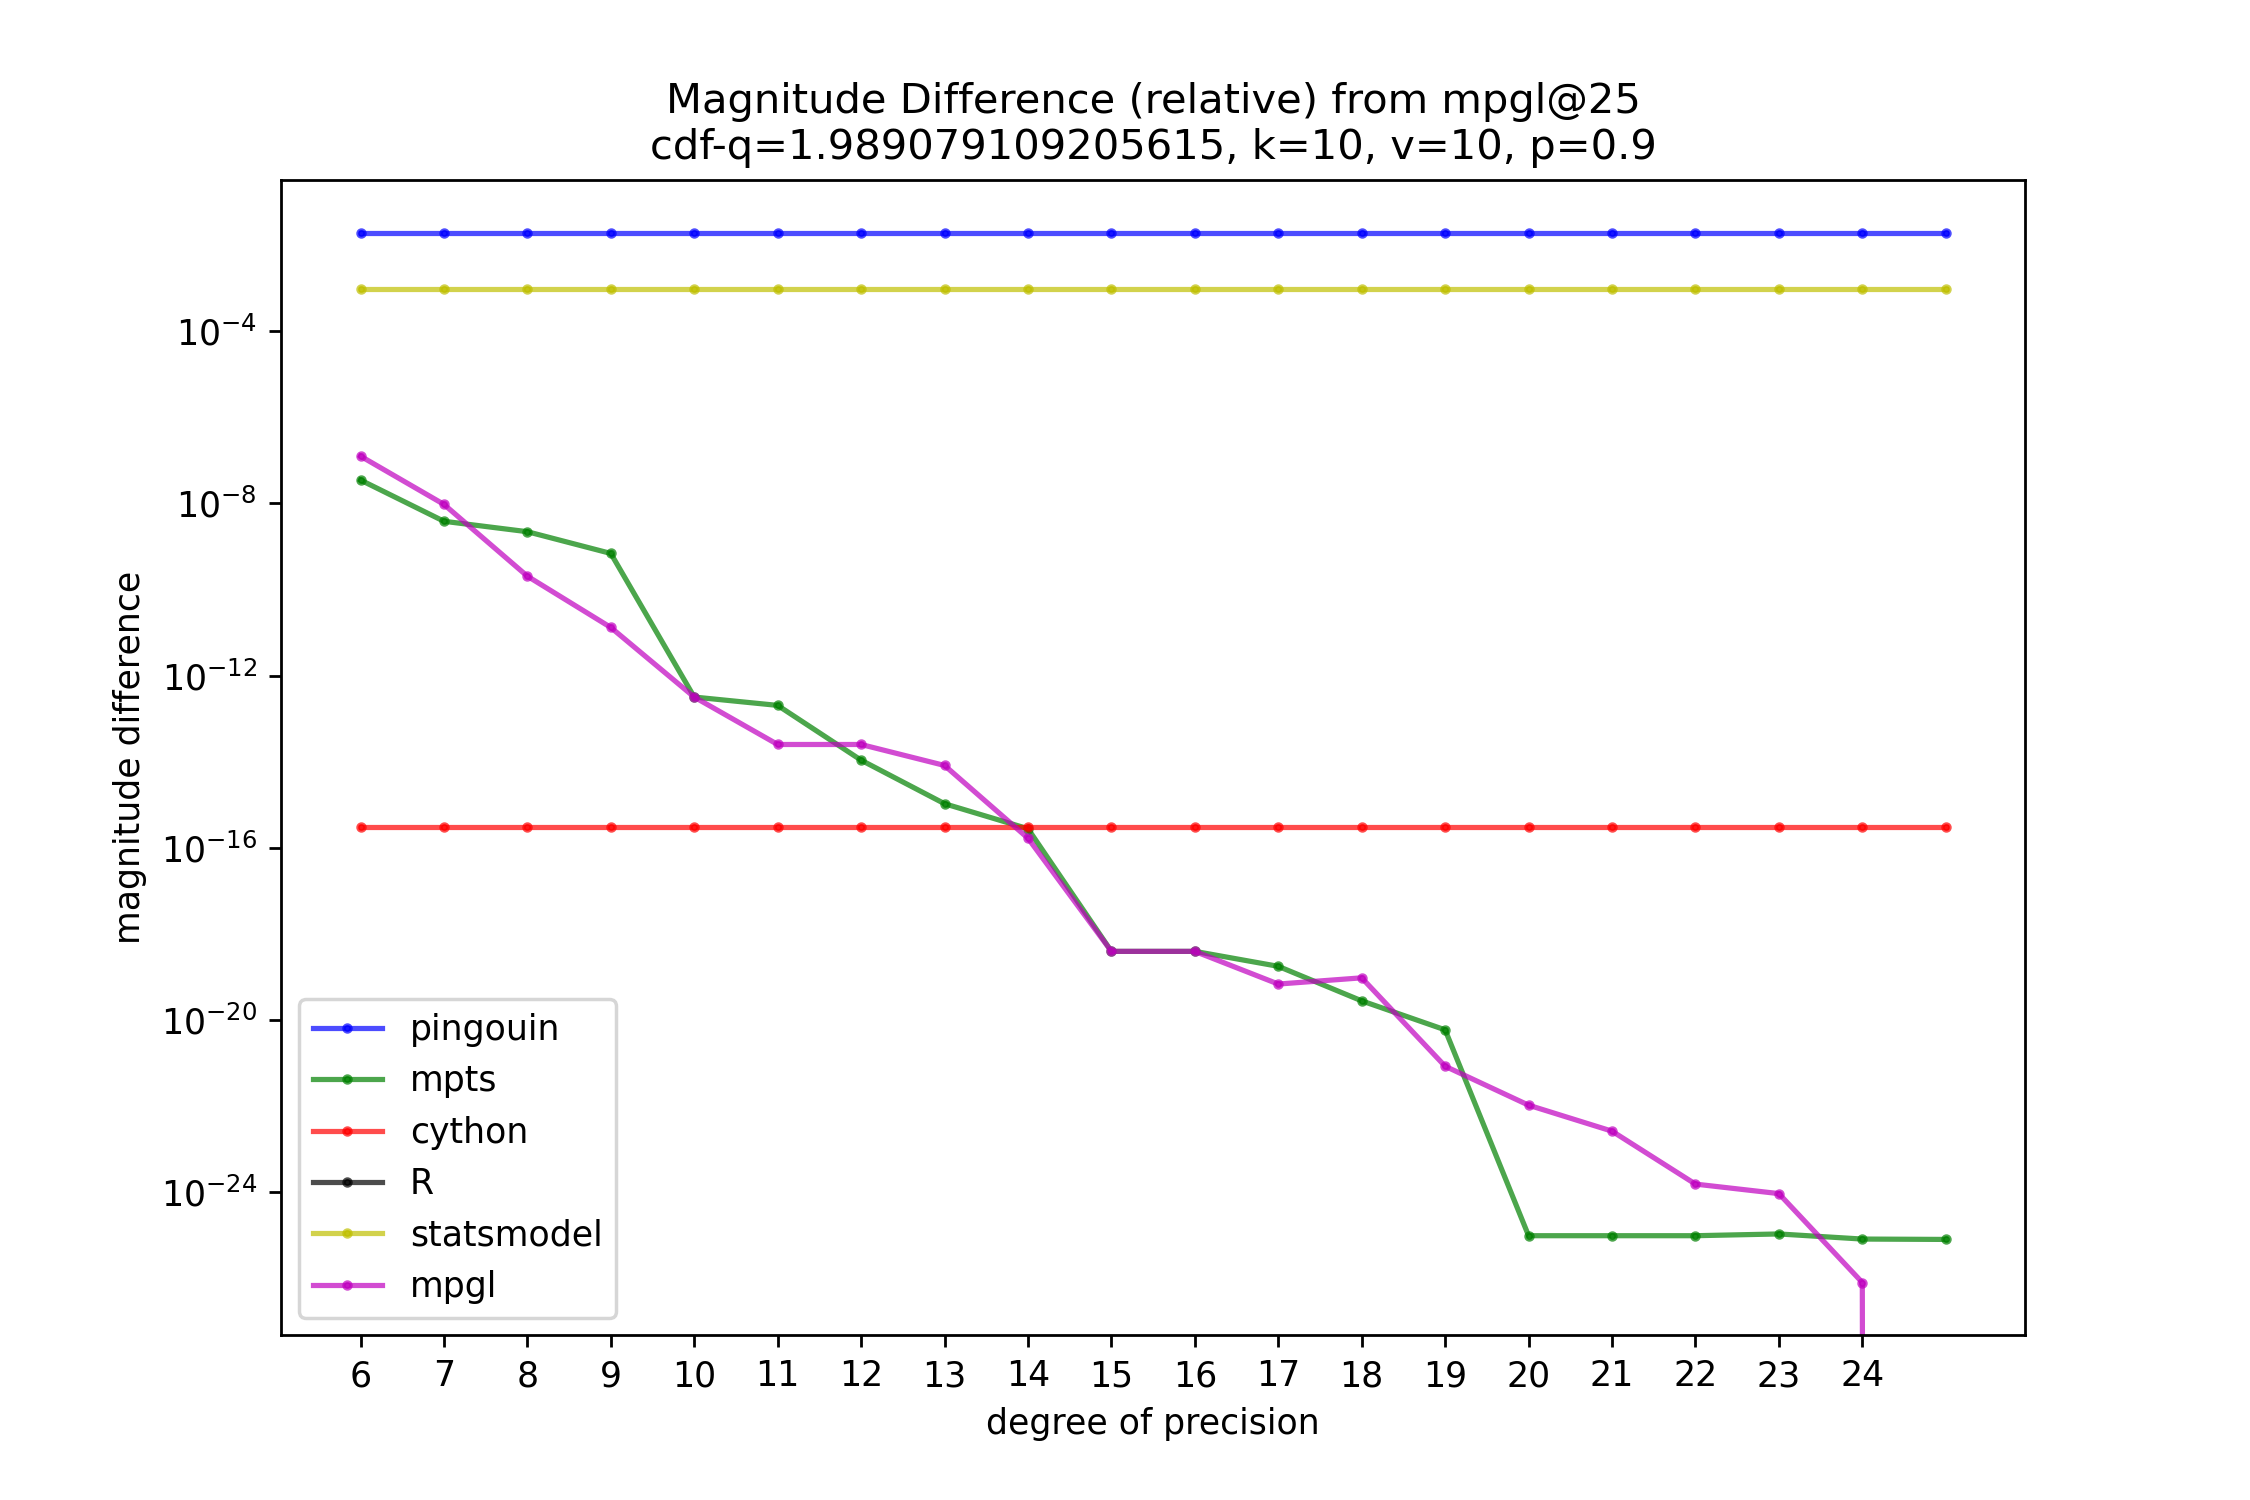 Magnitude Difference (relative) from mpgl@25
cdf-q=1.989079109205615, k=10, v=10, p=0.9
magnitude difference
10⁻⁴
10⁻⁸
10⁻¹²
10⁻¹⁶
10⁻²⁰
10⁻²⁴
pingouin
mpts
cython
R
statsmodel
mpgl
6 7 8 9 10 11 12 13 14 15 16 17 18 19 20 21 22 23 24
degree of precision